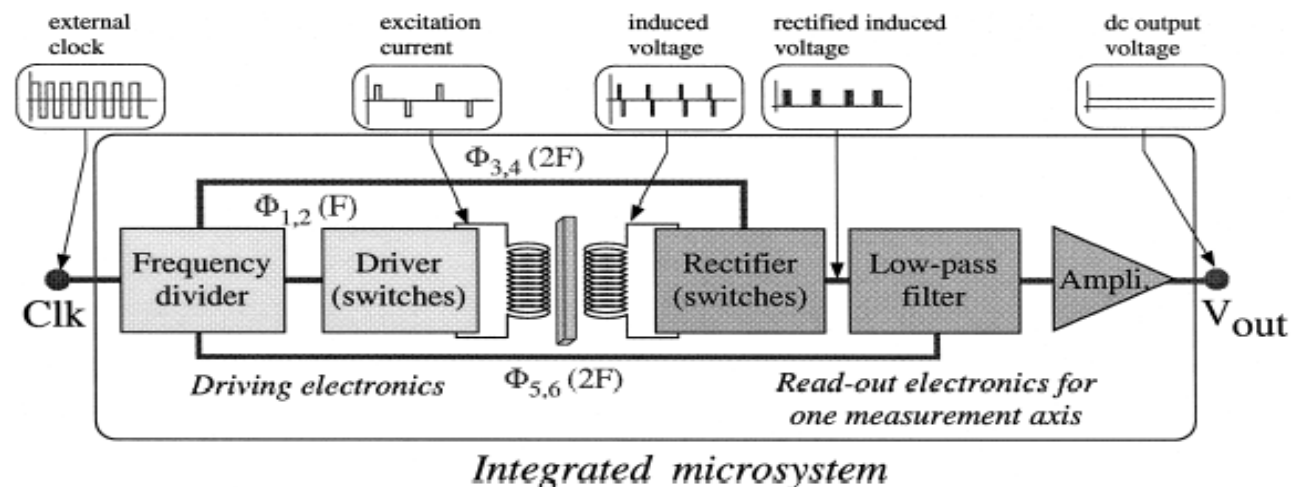 external
clock
excitation
current
induced
voltage
rectified induced
voltage
dc output
voltage
Φ3,4 (2F)
Φ1,2 (F)
Frequency
divider
Driver
(switches)
Rectifier
(switches)
Low-pass
filter
Ampli.
Clk
Vout
Φ5,6 (2F)
Driving electronics
Read-out electronics for
one measurement axis
Integrated microsystem